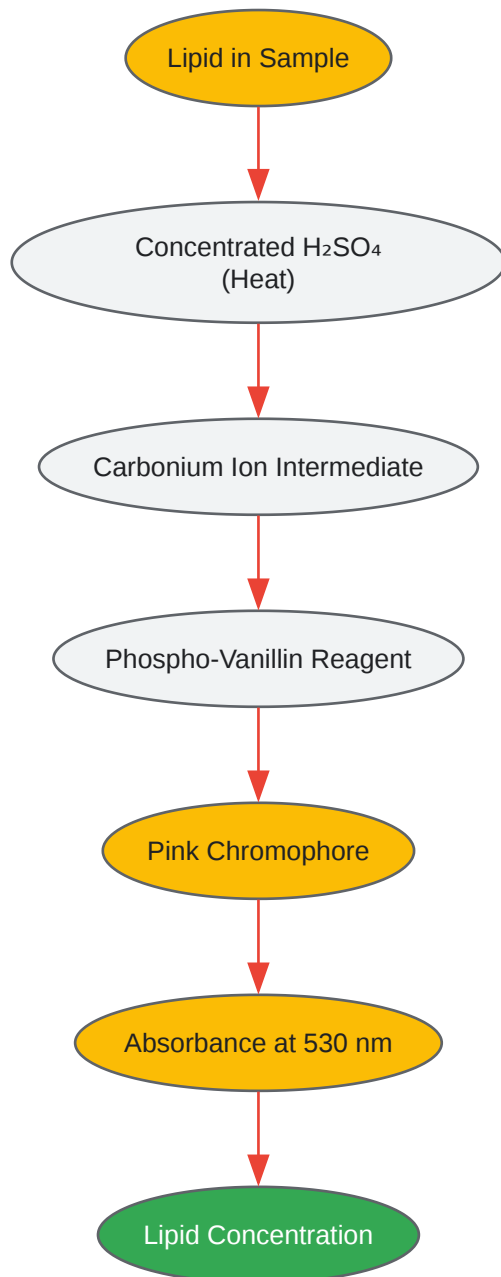 Lipid in Sample
Concentrated H₂SO₄
(Heat)
Carbonium Ion Intermediate
Phospho-Vanillin Reagent
Pink Chromophore
Absorbance at 530 nm
Lipid Concentration